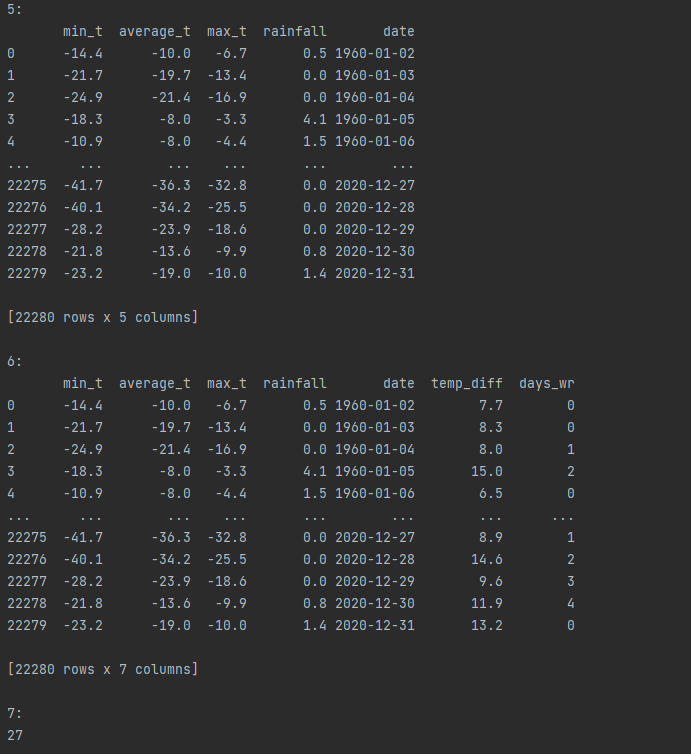 5:
       min_t  average_t  max_t  rainfall       date
0      -14.4      -10.0   -6.7       0.5 1960-01-02
1      -21.7      -19.7  -13.4       0.0 1960-01-03
2      -24.9      -21.4  -16.9       0.0 1960-01-04
3      -18.3       -8.0   -3.3       4.1 1960-01-05
4      -10.9       -8.0   -4.4       1.5 1960-01-06
...      ...        ...    ...       ...        ...
22275  -41.7      -36.3  -32.8       0.0 2020-12-27
22276  -40.1      -34.2  -25.5       0.0 2020-12-28
22277  -28.2      -23.9  -18.6       0.0 2020-12-29
22278  -21.8      -13.6   -9.9       0.8 2020-12-30
22279  -23.2      -19.0  -10.0       1.4 2020-12-31
[22280 rows x 5 columns]
6:
       min_t  average_t  max_t  rainfall       date  temp_diff  days_wr
0      -14.4      -10.0   -6.7       0.5 1960-01-02        7.7        0
1      -21.7      -19.7  -13.4       0.0 1960-01-03        8.3        0
2      -24.9      -21.4  -16.9       0.0 1960-01-04        8.0        1
3      -18.3       -8.0   -3.3       4.1 1960-01-05       15.0        2
4      -10.9       -8.0   -4.4       1.5 1960-01-06        6.5        0
...      ...        ...    ...       ...        ...        ...      ...
22275  -41.7      -36.3  -32.8       0.0 2020-12-27        8.9        1
22276  -40.1      -34.2  -25.5       0.0 2020-12-28       14.6        2
22277  -28.2      -23.9  -18.6       0.0 2020-12-29        9.6        3
22278  -21.8      -13.6   -9.9       0.8 2020-12-30       11.9        4
22279  -23.2      -19.0  -10.0       1.4 2020-12-31       13.2        0
[22280 rows x 7 columns]
7:
27